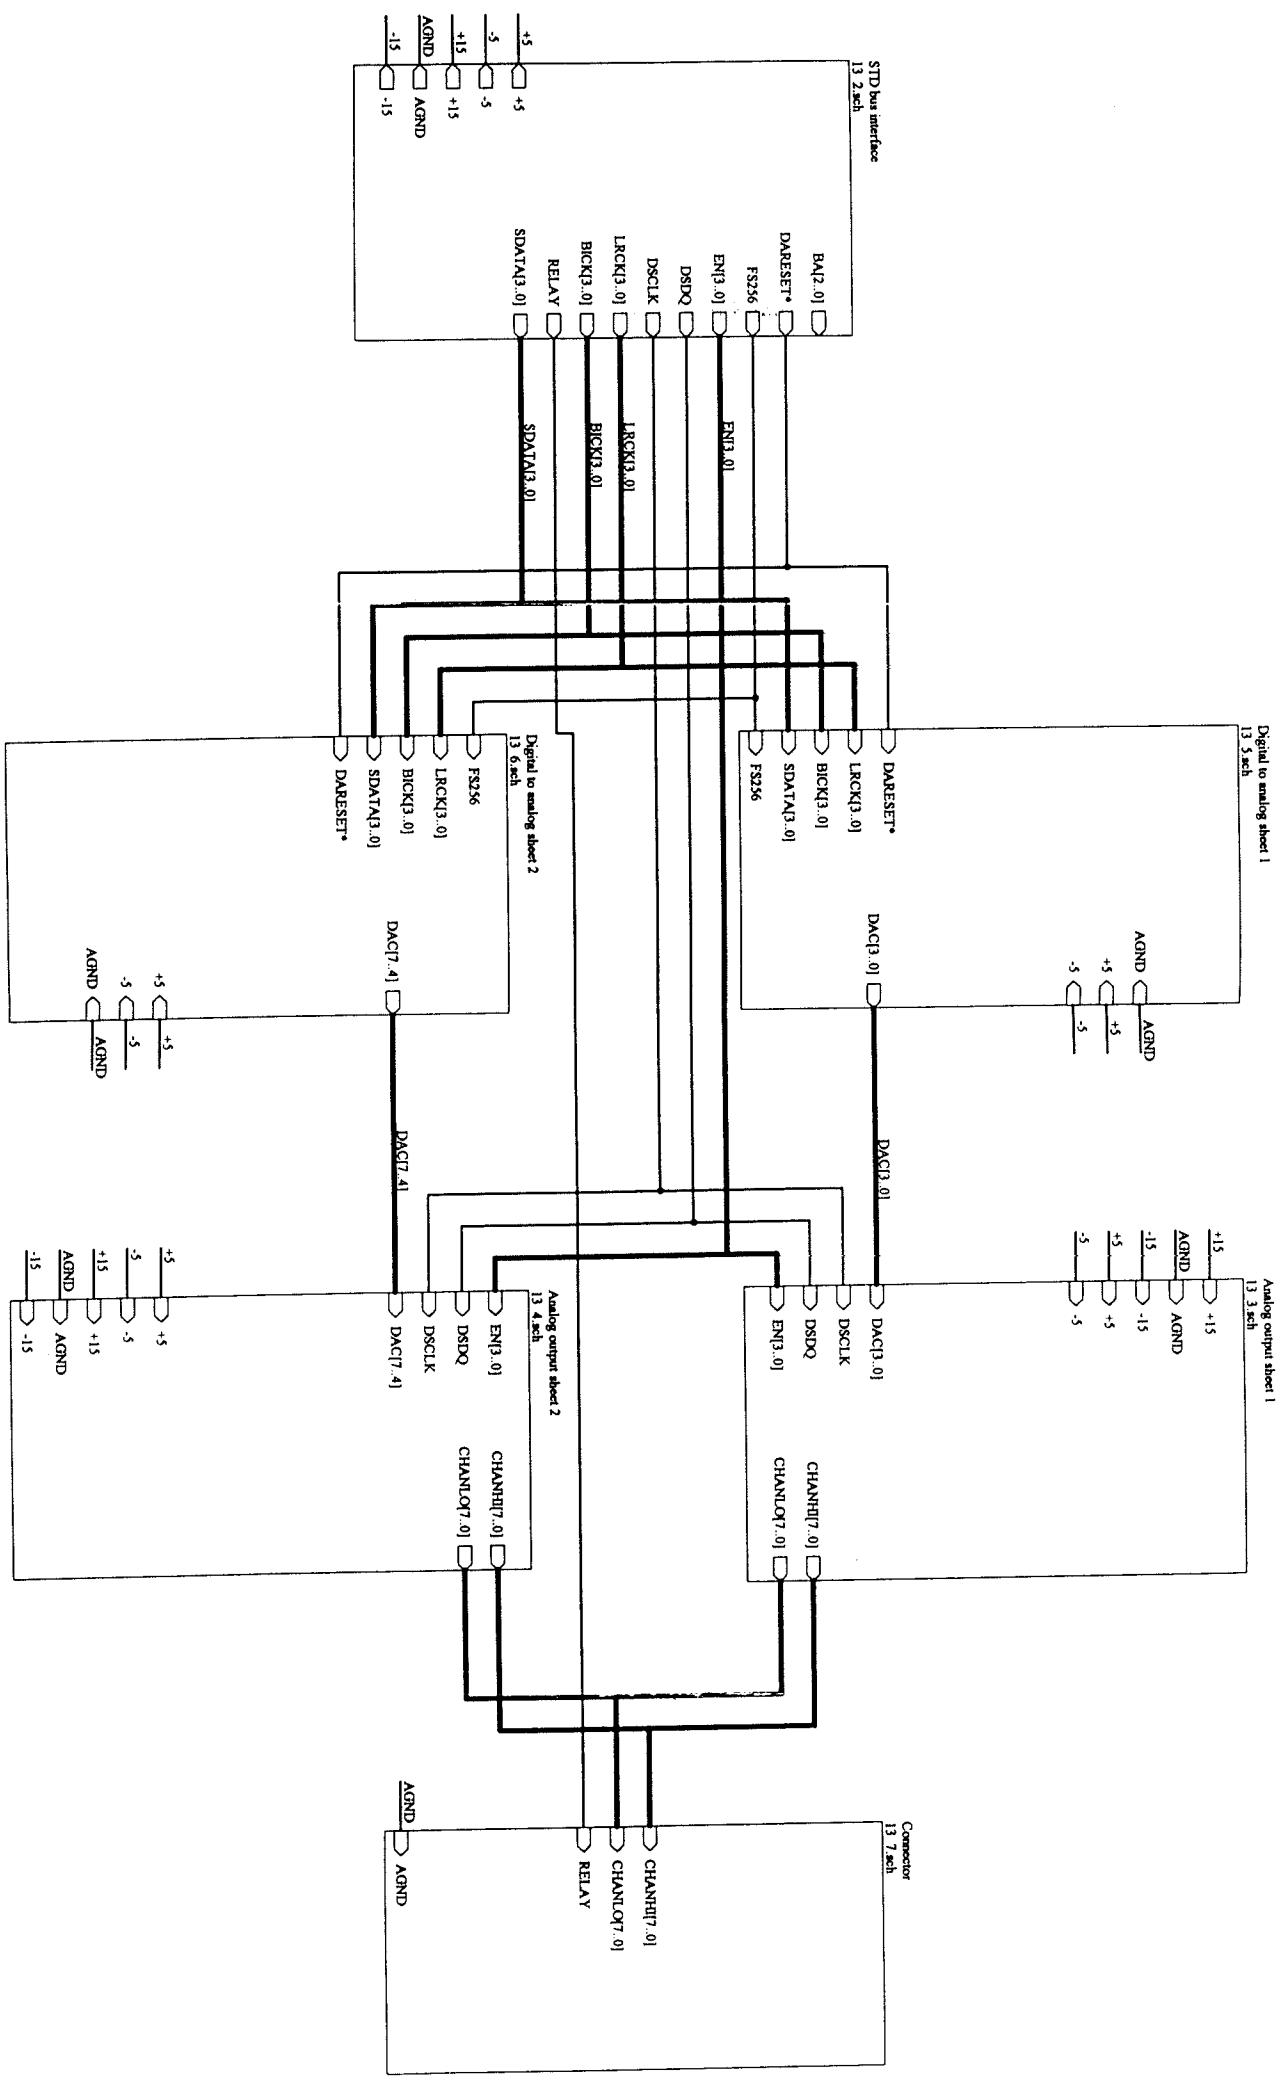 STD bus interface
13_2.sch
BA[2..0]
DARESET*
FS256
EN[3..0]
DSDQ
DSCLK
LRCK[3..0]
BICK[3..0]
RELAY
SDATA[3..0]
+5
+5
-5
-5
+15
+15
AGND
AGND
-15
-15
EN[3..0]
LRCK[3..0]
BICK[3..0]
SDATA[3..0]
Digital to analog sheet 1
13_5.sch
DARESET*
LRCK[3..0]
BICK[3..0]
SDATA[3..0]
FS256
AGND
AGND
+5
+5
-5
-5
DAC[3..0]
DAC[3..0]
Digital to analog sheet 2
13_6.sch
FS256
LRCK[3..0]
BICK[3..0]
SDATA[3..0]
DARESET*
DAC[7..4]
DAC[7..4]
+5
+5
-5
-5
AGND
AGND
Analog output sheet 1
13_3.sch
+15
+15
AGND
AGND
-15
-15
+5
+5
-5
-5
DAC[3..0]
DSCLK
DSDQ
EN[3..0]
CHANHI[7..0]
CHANLO[7..0]
Analog output sheet 2
13_4.sch
EN[3..0]
DSDQ
DSCLK
DAC[7..4]
CHANHI[7..0]
CHANLO[7..0]
+5
+5
-5
-5
+15
+15
AGND
AGND
-15
-15
Connector
13_7.sch
CHANHI[7..0]
CHANLO[7..0]
RELAY
AGND
AGND